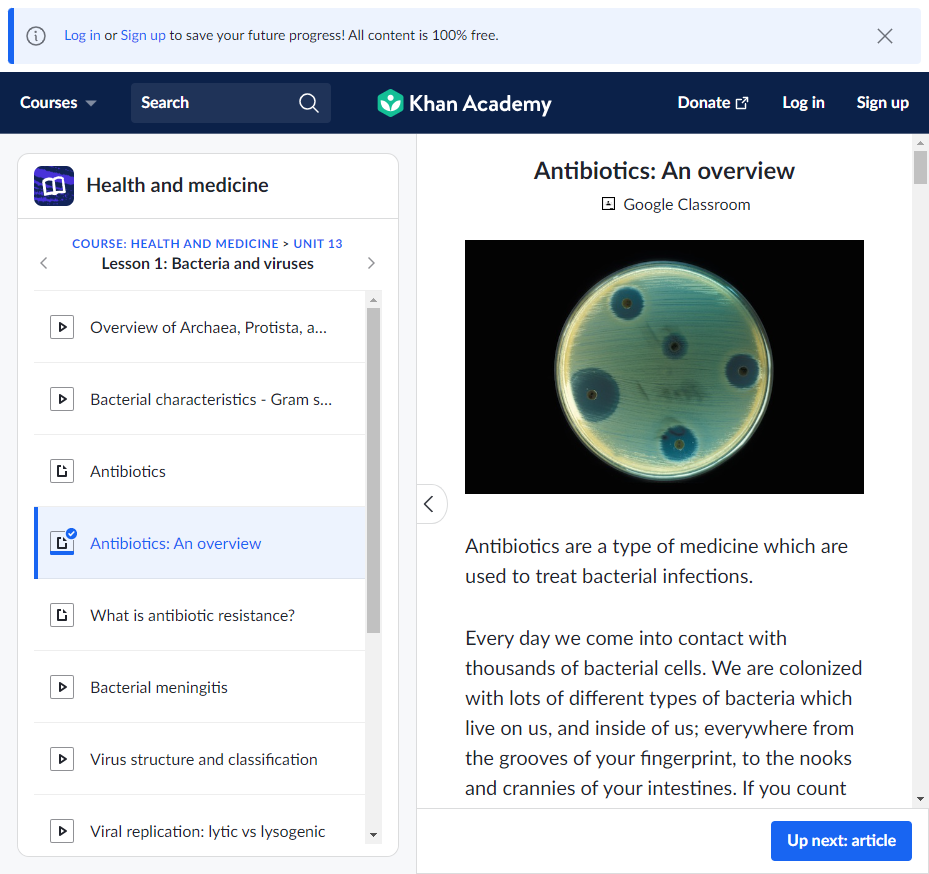 Log in or Sign up to save your future progress! All content is 100% free.
Courses
Search
Khan Academy
Donate
Log in
Sign up
Health and medicine
COURSE: HEALTH AND MEDICINE > UNIT 13
Lesson 1: Bacteria and viruses
Overview of Archaea, Protista, a...
Bacterial characteristics - Gram s...
Antibiotics
Antibiotics: An overview
What is antibiotic resistance?
Bacterial meningitis
Virus structure and classification
Viral replication: lytic vs lysogenic
Antibiotics: An overview
Google Classroom
Antibiotics are a type of medicine which are
used to treat bacterial infections.
Every day we come into contact with
thousands of bacterial cells. We are colonized
with lots of different types of bacteria which
live on us, and inside of us; everywhere from
the grooves of your fingerprint, to the nooks
and crannies of your intestines. If you count
Up next: article